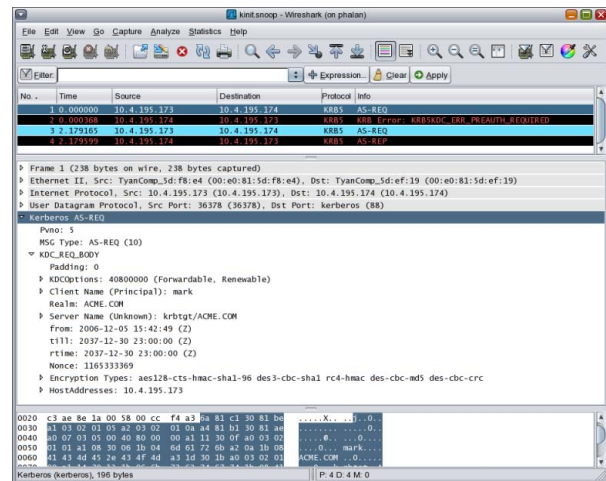 kinit.snoop - Wireshark (on phalan)
File Edit View Go Capture Analyze Statistics Help
Filter: Expression... Clear Apply
No. . Time Source Destination Protocol Info
1 0.000000 10.4.195.173 10.4.195.174 KRB5 AS-REQ
2 0.000368 10.4.195.174 10.4.195.173 KRB5 KRB Error: KRB5KDC_ERR_PREAUTH_REQUIRED
3 2.179165 10.4.195.173 10.4.195.174 KRB5 AS-REQ
4 2.179599 10.4.195.174 10.4.195.173 KRB5 AS-REP
Frame 1 (238 bytes on wire, 238 bytes captured)
Ethernet II, Src: TyanComp_5d:f8:e4 (00:e0:81:5d:f8:e4), Dst: TyanComp_5d:ef:19 (00:e0:81:5d:ef:19)
Internet Protocol, Src: 10.4.195.173 (10.4.195.173), Dst: 10.4.195.174 (10.4.195.174)
User Datagram Protocol, Src Port: 36378 (36378), Dst Port: kerberos (88)
Kerberos AS-REQ
Pvno: 5
MSG Type: AS-REQ (10)
KDC_REQ_BODY
Padding: 0
KDCOptions: 40800000 (Forwardable, Renewable)
Client Name (Principal): mark
Realm: ACME.COM
Server Name (Unknown): krbtgt/ACME.COM
from: 2006-12-05 15:42:49 (Z)
till: 2037-12-30 23:00:00 (Z)
rtime: 2037-12-30 23:00:00 (Z)
Nonce: 1165333369
Encryption Types: aes128-cts-hmac-sha1-96 des3-cbc-sha1 rc4-hmac des-cbc-md5 des-cbc-crc
HostAddresses: 10.4.195.173
0020 c3 ae 8e 1a 00 58 00 cc f4 a3 6a 81 c1 30 81 be .....X.. ..j..0..
0030 a1 03 02 01 05 a2 03 02 01 0a a4 81 b1 30 81 ae ........ .....0..
0040 a0 07 03 05 00 40 80 00 00 a1 11 30 0f a0 03 02 .....@.. ...0....
0050 01 01 a1 08 30 06 1b 04 6d 61 72 6b a2 0a 1b 08 ....0... mark....
0060 41 43 4d 45 2e 43 4f 4d a3 1d 30 1b a0 03 02 01 ACME.COM ..0.....
Kerberos (kerberos), 196 bytes P: 4 D: 4 M: 0